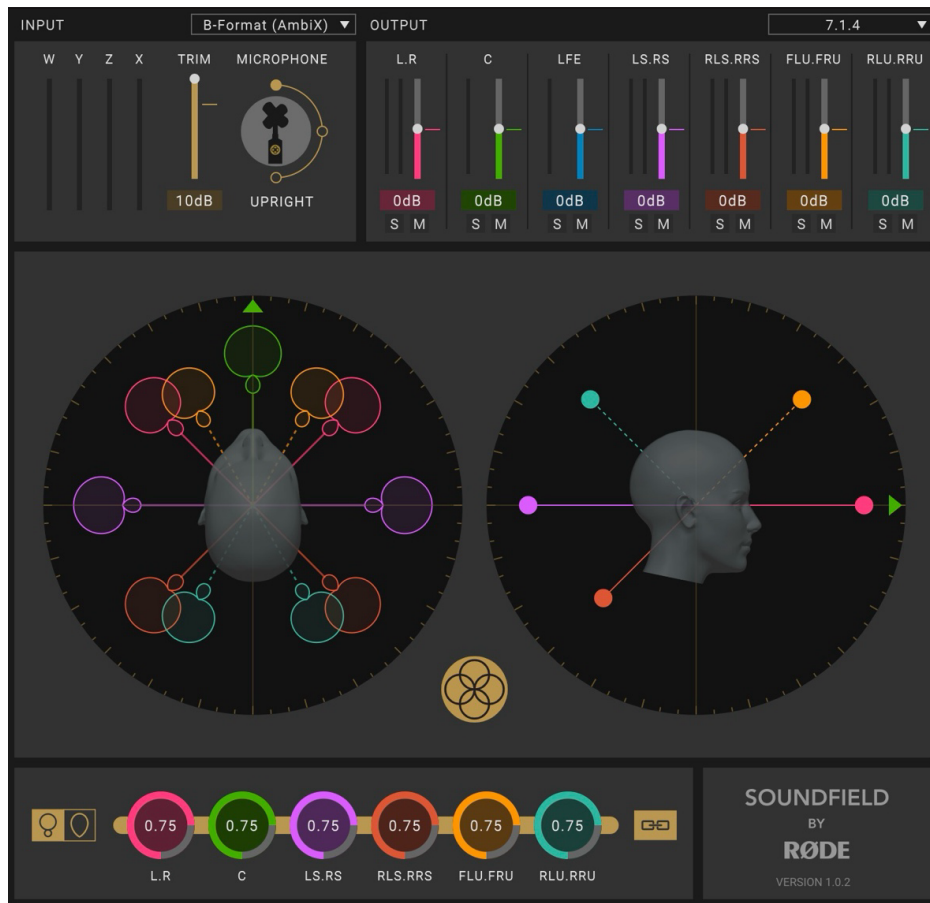 INPUT
B-Format (AmbiX)
OUTPUT
7.1.4
W Y Z X TRIM MICROPHONE
L.R C LFE LS.RS RLS.RRS FLU.FRU RLU.RRU
10dB UPRIGHT
0dB 0dB 0dB 0dB 0dB 0dB 0dB
S M S M S M S M S M S M S M
0.75 0.75 0.75 0.75 0.75 0.75
L.R C LS.RS RLS.RRS FLU.FRU RLU.RRU
SOUNDFIELD
BY
RØDE
VERSION 1.0.2